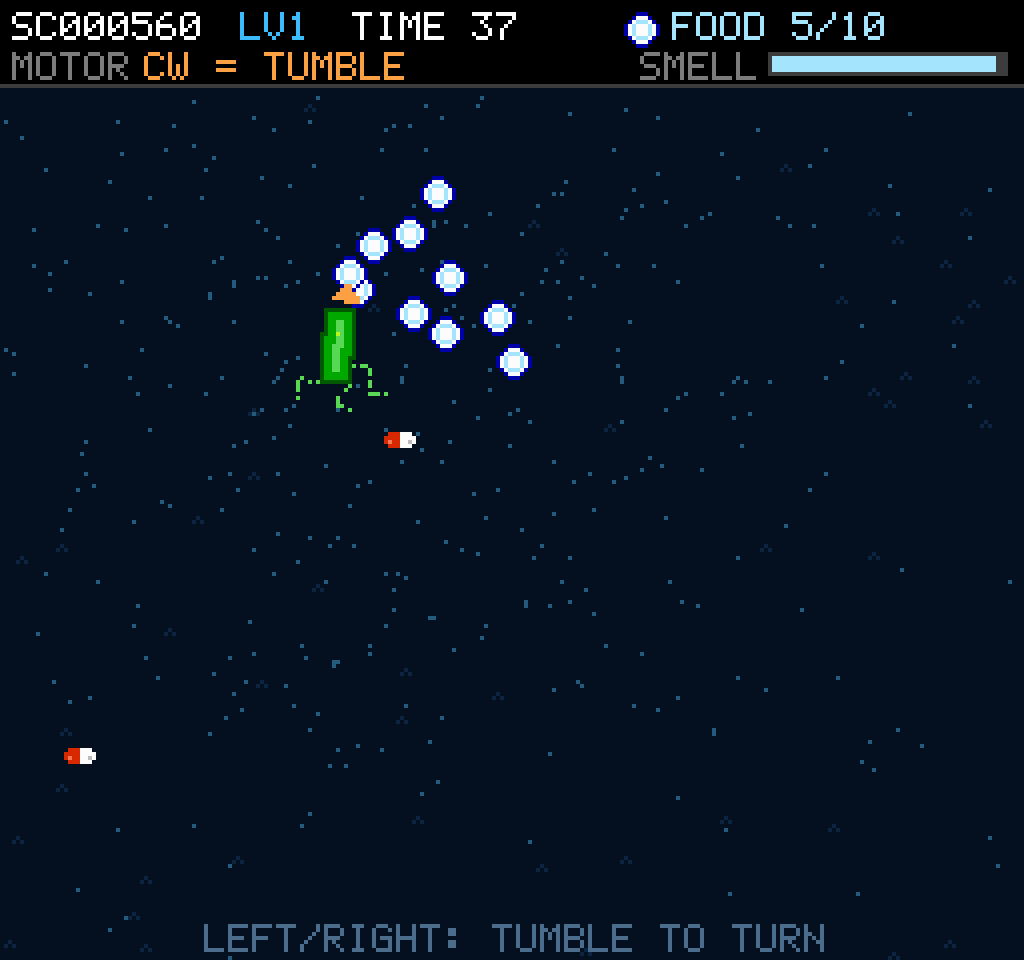 SC000560 LV1 TIME 37 FOOD 5/10
MOTOR CW = TUMBLE SMELL
LEFT/RIGHT: TUMBLE TO TURN